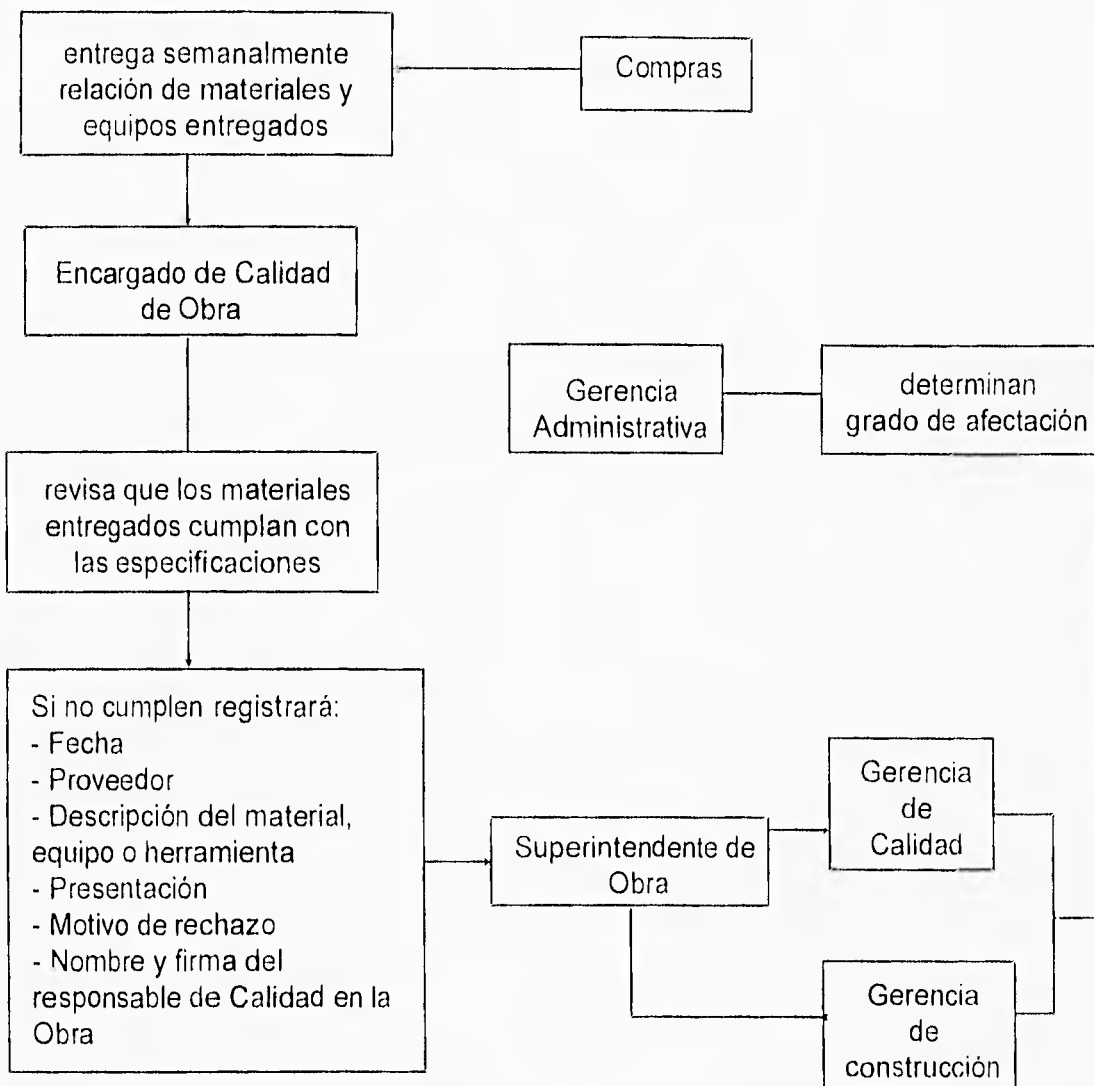 entrega semanalmente
relación de materiales y
equipos entregados
Compras
Encargado de Calidad
de Obra
Gerencia
Administrativa
determinan
grado de afectación
revisa que los materiales
entregados cumplan con
las especificaciones
Si no cumplen registrará:
- Fecha
- Proveedor
- Descripción del material,
equipo o herramienta
- Presentación
- Motivo de rechazo
- Nombre y firma del
responsable de Calidad en la
Obra
Superintendente de
Obra
Gerencia
de
Calidad
Gerencia
de
construcción